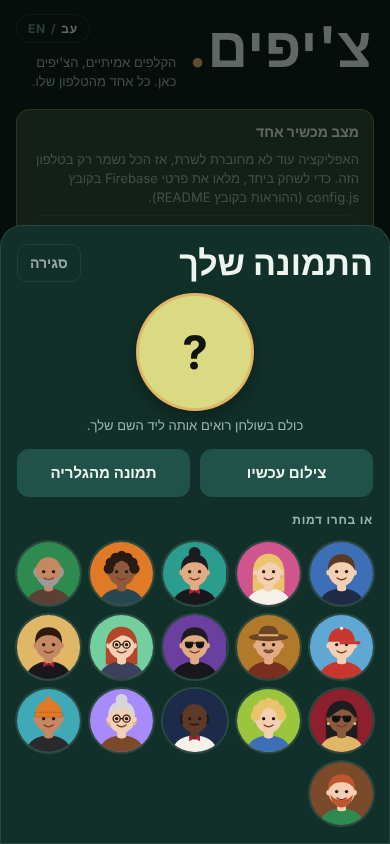 עב / EN
צ'יפים
הקלפים אמיתיים, הצ'יפים
כאן. כל אחד מהטלפון שלו.
מצב מכשיר אחד
האפליקציה עוד לא מחוברת לשרת, אז הכל נשמר רק בטלפון
הזה. כדי לשחק ביחד, מלאו את פרטי Firebase בקובץ
config.js (ההוראות בקובץ README).
התמונה שלך
סגירה
?
כולם בשולחן רואים אותה ליד השם שלך.
צילום עכשיו
תמונה מהגלריה
או בחרו דמות